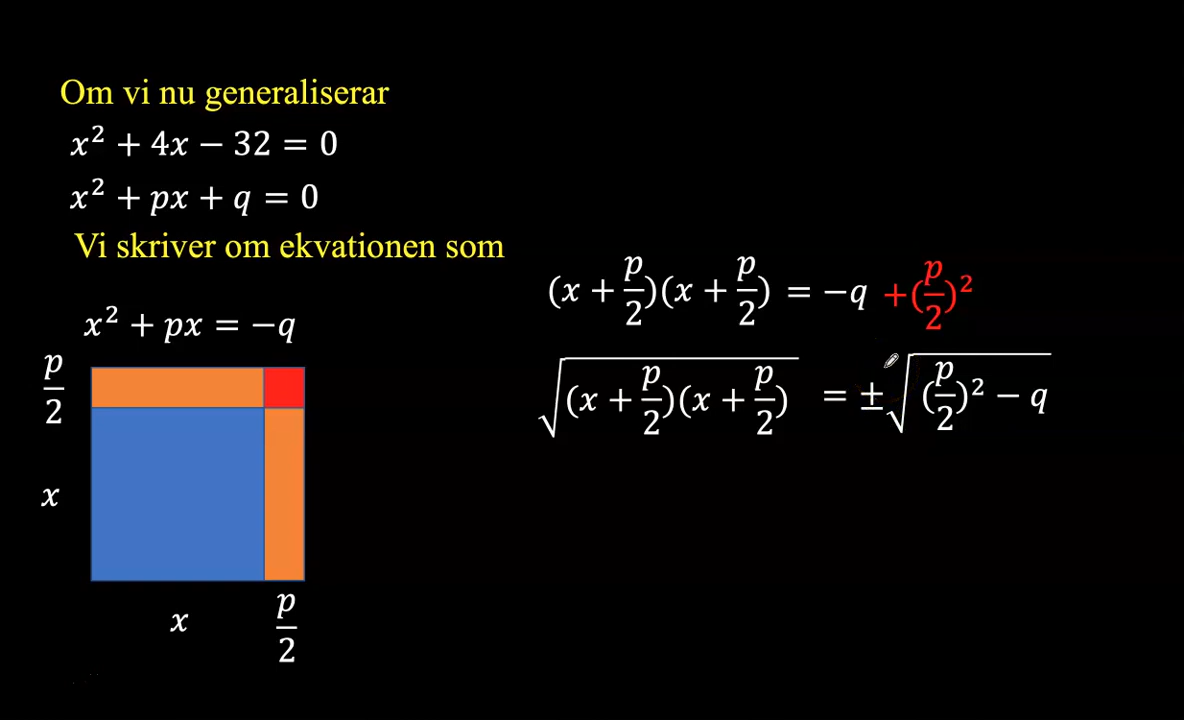 Om vi nu generaliserar
x² + 4x − 32 = 0
x² + px + q = 0
Vi skriver om ekvationen som
x² + px = −q
p/2
x
x
p/2
(x + p/2)(x + p/2) = −q +(p/2)²
√((x + p/2)(x + p/2)) = ±√((p/2)² − q)